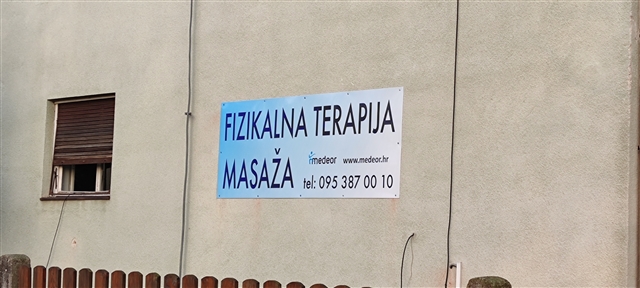 FIZIKALNA TERAPIJA
MASAŽA medeor www.medeor.hr
tel: 095 387 00 10